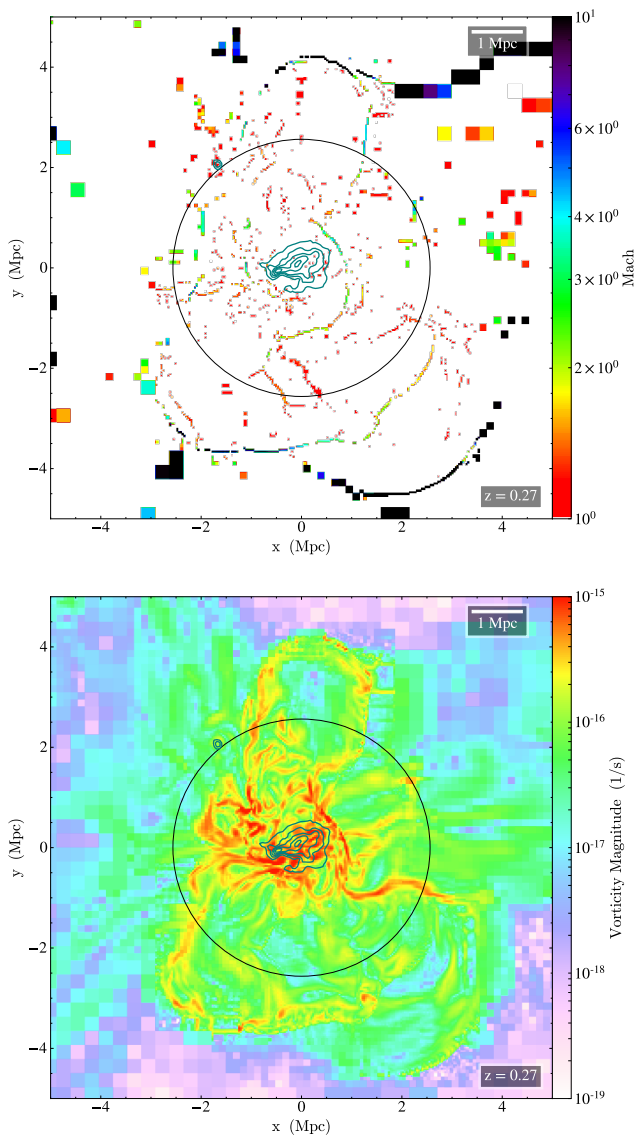 1 Mpc
10¹
6×10⁰
4×10⁰
3×10⁰
2×10⁰
10⁰
Mach
4
2
0
−2
−4
y (Mpc)
z = 0.27
−4 −2 0 2 4
x (Mpc)
1 Mpc
10⁻¹⁵
10⁻¹⁶
10⁻¹⁷
10⁻¹⁸
10⁻¹⁹
Vorticity Magnitude (1/s)
4
2
0
−2
−4
y (Mpc)
z = 0.27
−4 −2 0 2 4
x (Mpc)